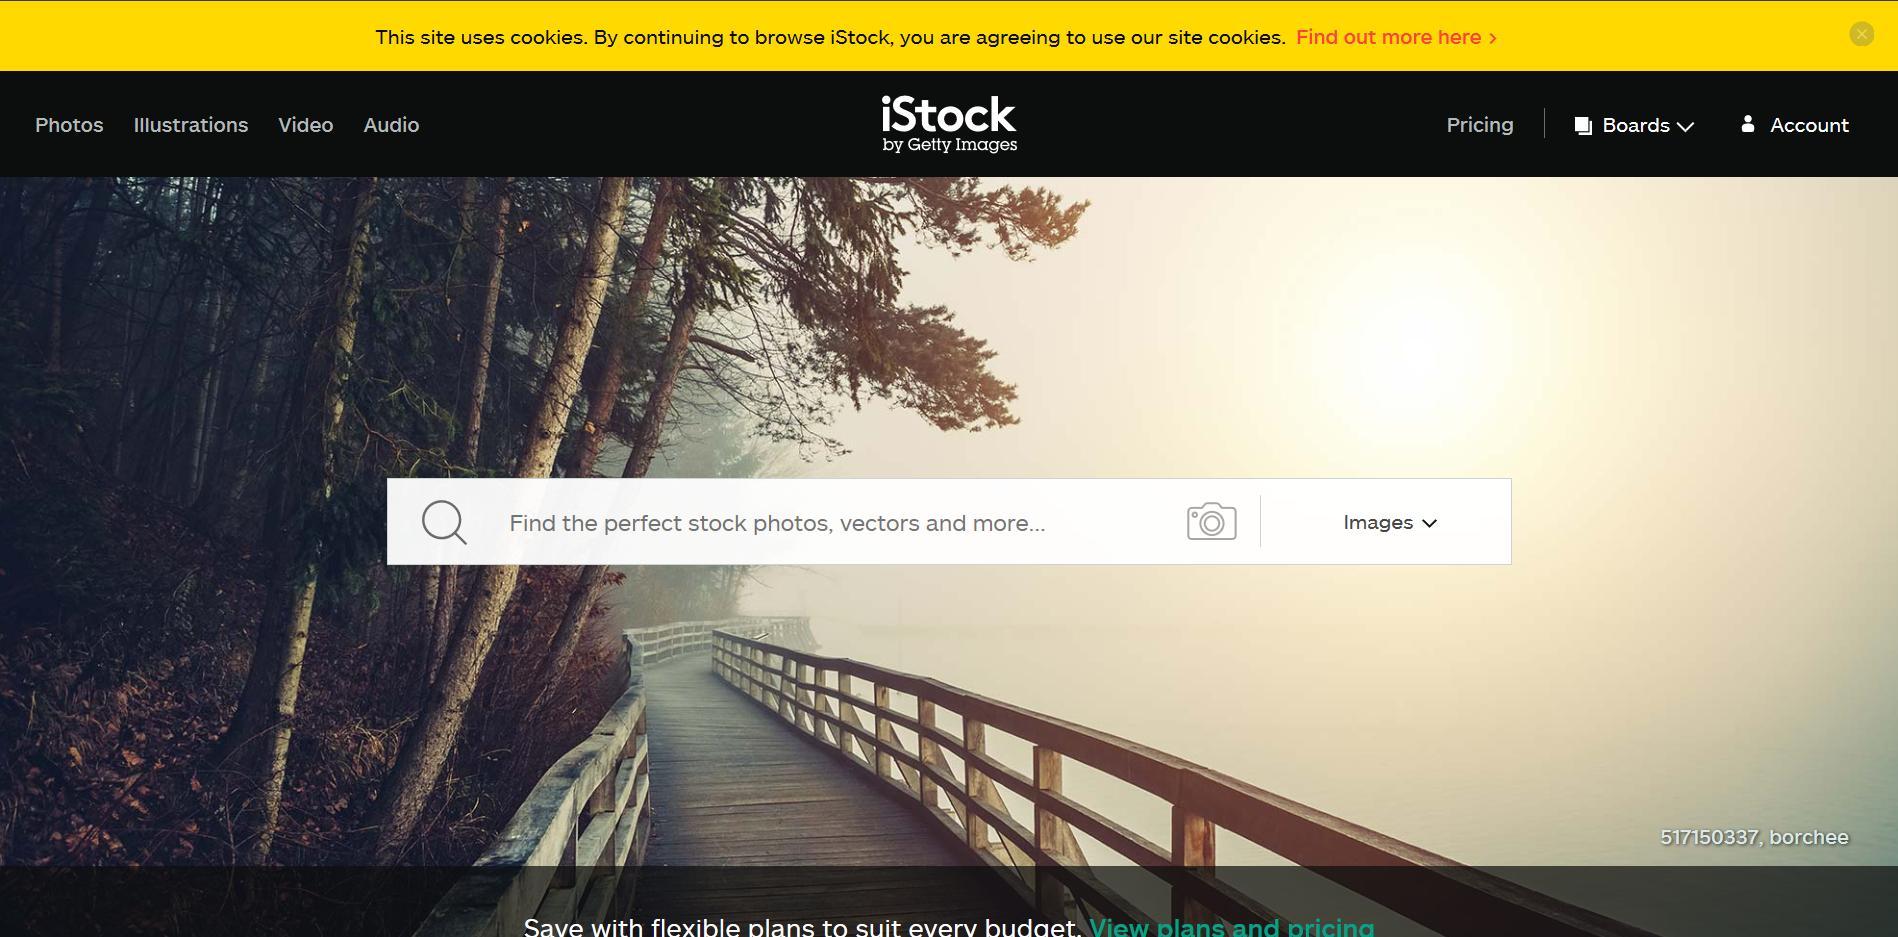 This site uses cookies. By continuing to browse iStock, you are agreeing to use our site cookies. Find out more here >
Photos Illustrations Video Audio
iStock
by Getty Images
Pricing Boards Account
Find the perfect stock photos, vectors and more... Images
517150337, borchee
Save with flexible plans to suit every budget. View plans and pricing